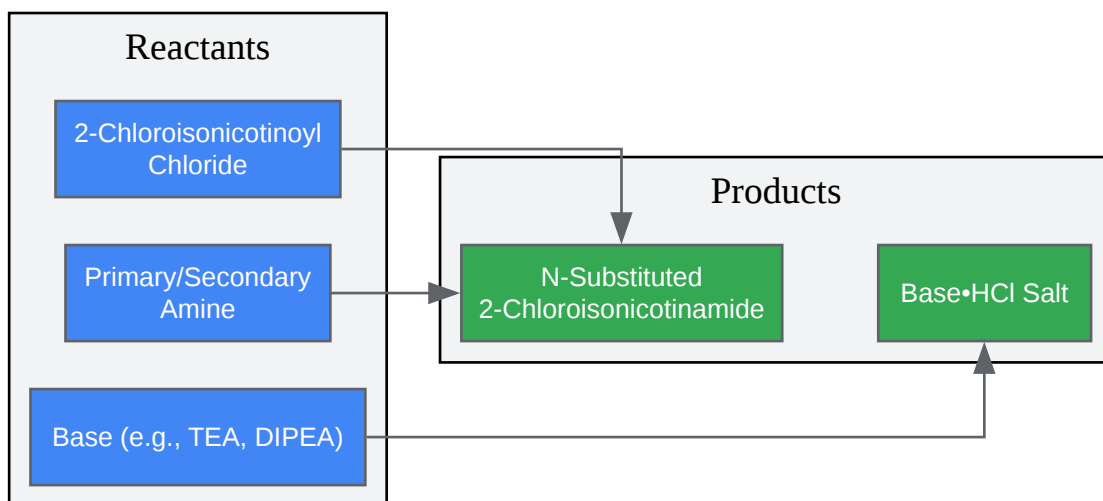 Reactants
2-Chloroisonicotinoyl
Chloride
Primary/Secondary
Amine
Base (e.g., TEA, DIPEA)
Products
N-Substituted
2-Chloroisonicotinamide
Base•HCl Salt